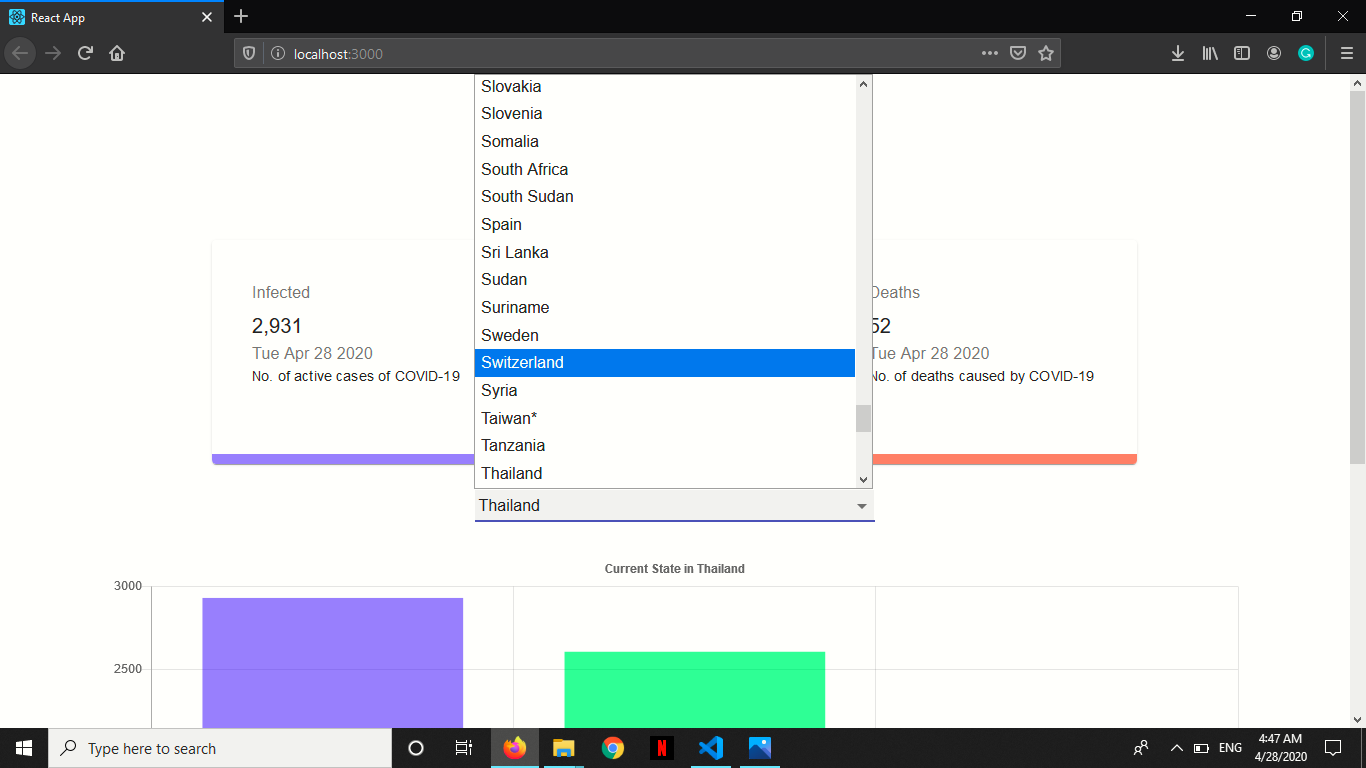 React App
localhost:3000
Slovakia
Slovenia
Somalia
South Africa
South Sudan
Spain
Sri Lanka
Sudan
Suriname
Sweden
Switzerland
Syria
Taiwan*
Tanzania
Thailand
Infected
2,931
Tue Apr 28 2020
No. of active cases of COVID-19
Deaths
52
Tue Apr 28 2020
No. of deaths caused by COVID-19
Thailand
Current State in Thailand
3000
2500
Type here to search
N
ENG
4:47 AM
4/28/2020